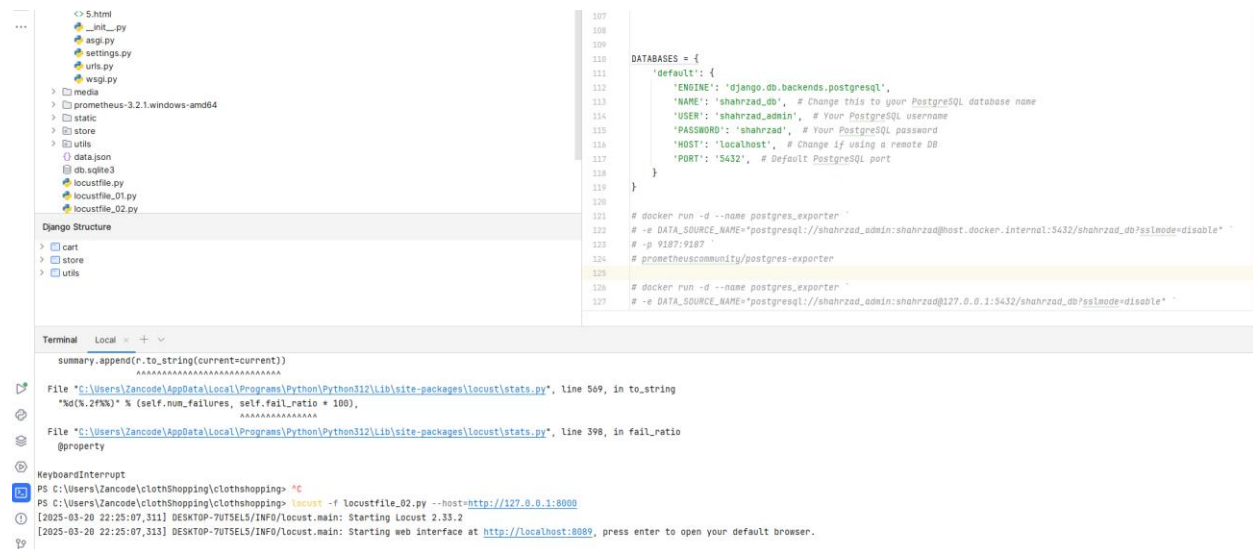 <> 5.html
__init__.py
asgi.py
settings.py
urls.py
wsgi.py
media
prometheus-3.2.1.windows-amd64
static
store
utils
data.json
db.sqlite3
locustfile.py
locustfile_01.py
locustfile_02.py
Django Structure
cart
store
utils
107
108
109
110 DATABASES = {
111 'default': {
112 'ENGINE': 'django.db.backends.postgresql',
113 'NAME': 'shahrzad_db', # Change this to your PostgreSQL database name
114 'USER': 'shahrzad_admin', # Your PostgreSQL username
115 'PASSWORD': 'shahrzad', # Your PostgreSQL password
116 'HOST': 'localhost', # Change if using a remote DB
117 'PORT': '5432', # Default PostgreSQL port
118 }
119 }
120
121 # docker run -d --name postgres_exporter `
122 # -e DATA_SOURCE_NAME="postgresql://shahrzad_admin:shahrzad@host.docker.internal:5432/shahrzad_db?sslmode=disable" `
123 # -p 9187:9187 `
124 # prometheuscommunity/postgres-exporter
125
126 # docker run -d --name postgres_exporter `
127 # -e DATA_SOURCE_NAME="postgresql://shahrzad_admin:shahrzad@127.0.0.1:5432/shahrzad_db?sslmode=disable" `
Terminal Local × + ∨
summary.append(r.to_string(current=current))
^^^^^^^^^^^^^^^^^^^^^^^^^^^^
File "C:\Users\Zancode\AppData\Local\Programs\Python\Python312\Lib\site-packages\locust\stats.py", line 569, in to_string
"%d(%.2f%%)" % (self.num_failures, self.fail_ratio * 100),
^^^^^^^^^^^^^^^
File "C:\Users\Zancode\AppData\Local\Programs\Python\Python312\Lib\site-packages\locust\stats.py", line 398, in fail_ratio
@property
KeyboardInterrupt
PS C:\Users\Zancode\clothShopping\clothshopping> ^C
PS C:\Users\Zancode\clothShopping\clothshopping> locust -f locustfile_02.py --host=http://127.0.0.1:8000
[2025-03-20 22:25:07,311] DESKTOP-7UT5EL5/INFO/locust.main: Starting Locust 2.33.2
[2025-03-20 22:25:07,313] DESKTOP-7UT5EL5/INFO/locust.main: Starting web interface at http://localhost:8089, press enter to open your default browser.